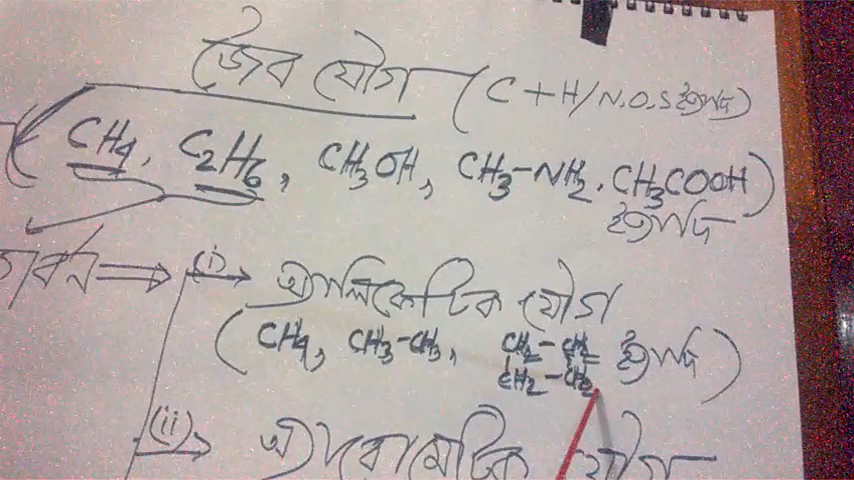 জৈব যৌগ (C+H/N.O.S ইত্যাদি)
(CH4, C2H6, CH3OH, CH3-NH2, CH3COOH)
ইত্যাদি
(i) অ্যালিফেটিক যৌগ
(CH4, CH3-CH3, CH2-CH2 ইত্যাদি)
CH2-CH2
(ii) অ্যারোমেটিক যৌগ